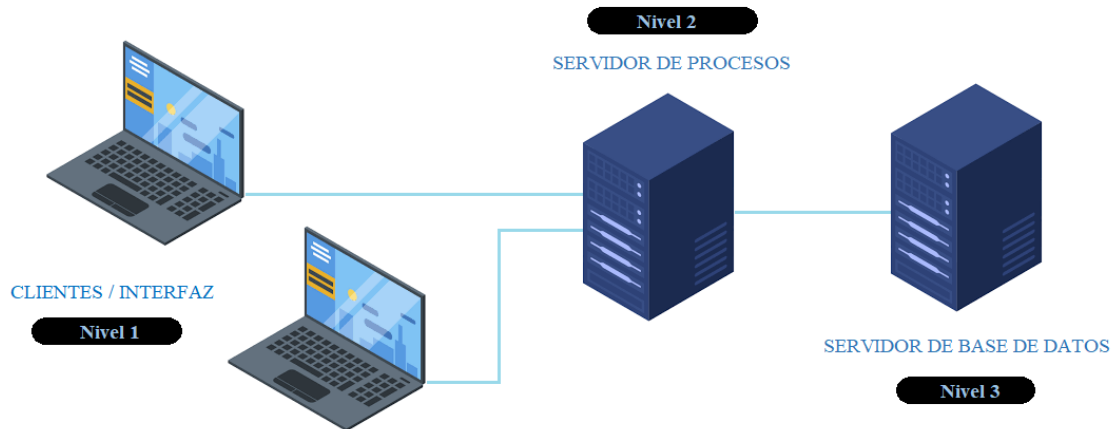 Nivel 2
SERVIDOR DE PROCESOS
CLIENTES / INTERFAZ
Nivel 1
SERVIDOR DE BASE DE DATOS
Nivel 3